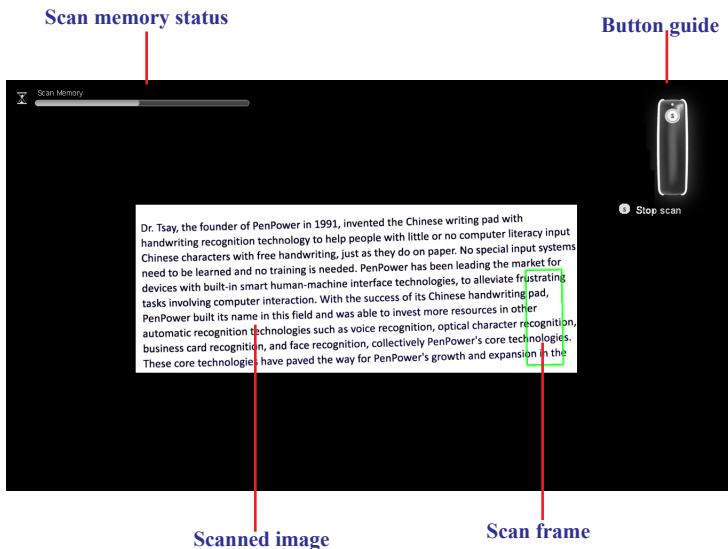 Scan memory status
Button guide
Scan Memory
S
S Stop scan
Dr. Tsay, the founder of PenPower in 1991, invented the Chinese writing pad with
handwriting recognition technology to help people with little or no computer literacy input
Chinese characters with free handwriting, just as they do on paper. No special input systems
need to be learned and no training is needed. PenPower has been leading the market for
devices with built-in smart human-machine interface technologies, to alleviate frustrating
tasks involving computer interaction. With the success of its Chinese handwriting pad,
PenPower built its name in this field and was able to invest more resources in other
automatic recognition technologies such as voice recognition, optical character recognition,
business card recognition, and face recognition, collectively PenPower's core technologies.
These core technologies have paved the way for PenPower's growth and expansion in the
Scanned image
Scan frame